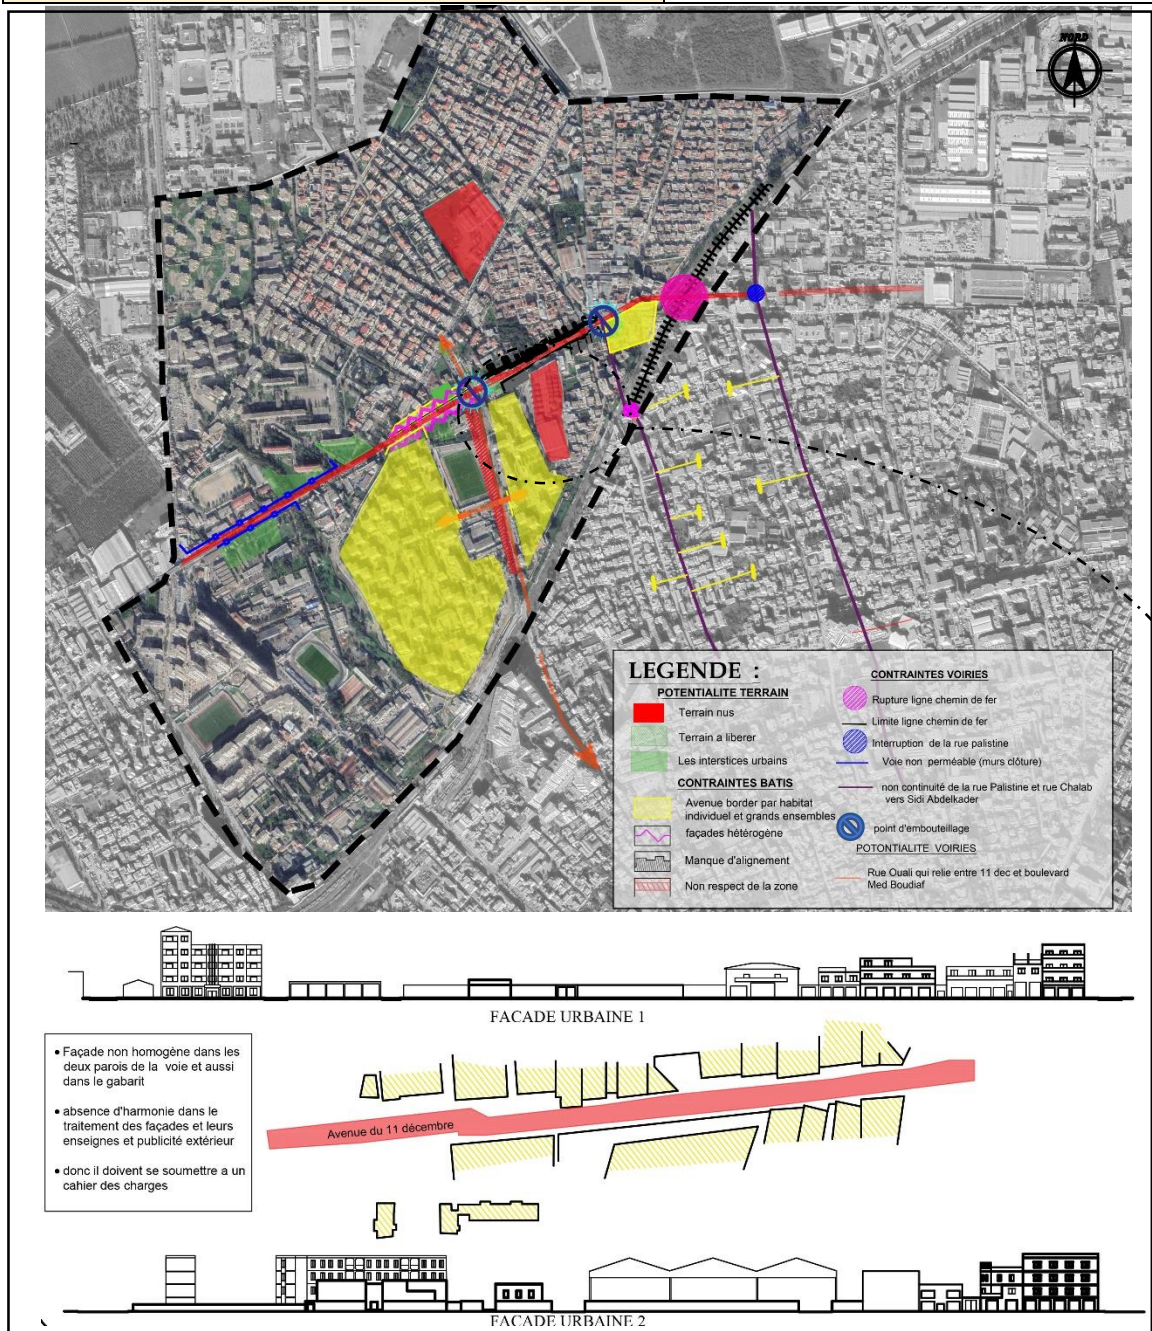 NORD
LEGENDE :
POTENTIALITE TERRAIN
Terrain nus
Terrain a liberer
Les interstices urbains
CONTRAINTES BATIS
Avenue border par habitat
individuel et grands ensembles
façades hétérogène
Manque d'alignement
Non respect de la zone
CONTRAINTES VOIRIES
Rupture ligne chemin de fer
Limite ligne chemin de fer
Interruption de la rue palistine
Voie non perméable (murs clôture)
non continuité de la rue Palistine et rue Chalab
vers Sidi Abdelkader
point d'embouteillage
POTONTIALITE VOIRIES
Rue Ouali qui relie entre 11 dec et boulevard
Med Boudiaf
FACADE URBAINE 1
• Façade non homogène dans les
deux parois de la voie et aussi
dans le gabarit
• absence d'harmonie dans le
traitement des façades et leurs
enseignes et publicité extérieur
• donc il doivent se soumettre a un
cahier des charges
Avenue du 11 décembre
FACADE URBAINE 2